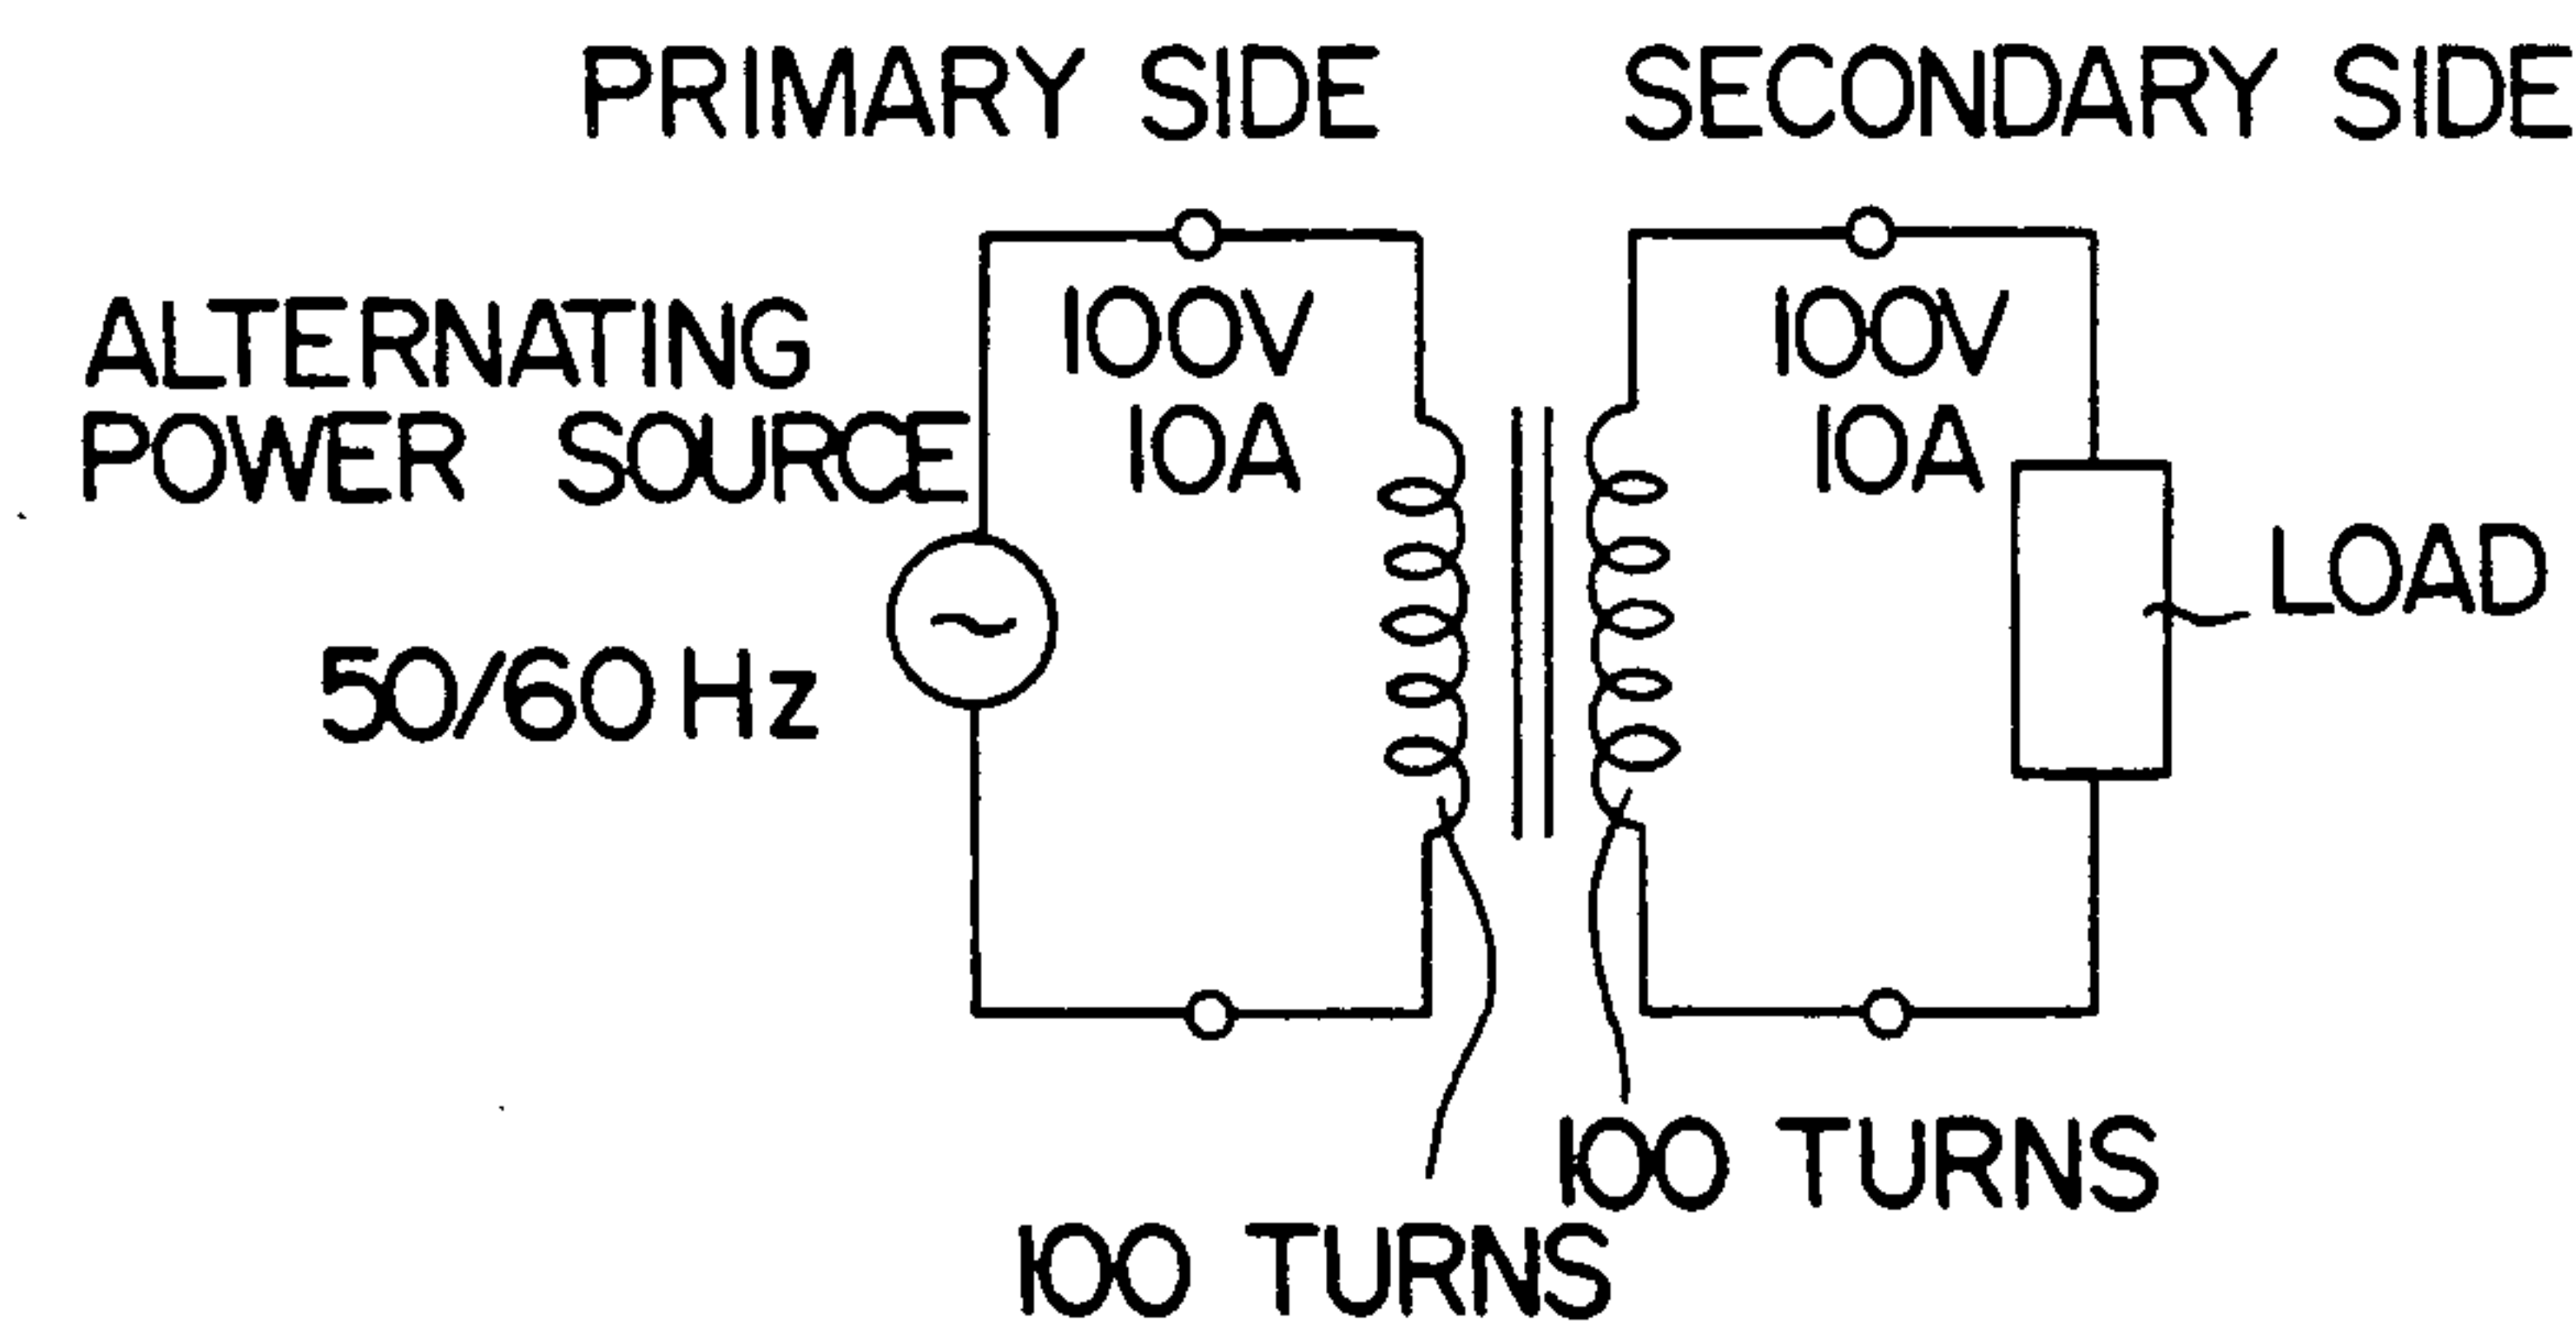 PRIMARY SIDE
SECONDARY SIDE
ALTERNATING
POWER SOURCE
50/60 Hz
100V
10A
100V
10A
LOAD
100 TURNS
100 TURNS